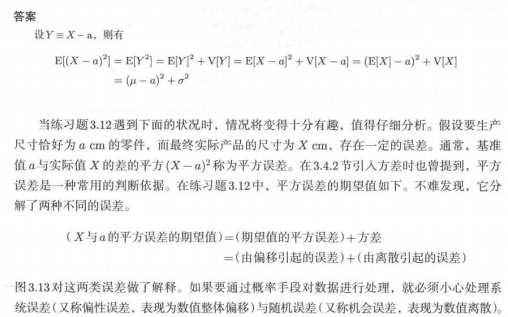 答案
设Y ≡ X − a，则有
E[(X − a)²] = E[Y²] = E[Y]² + V[Y] = E[X − a]² + V[X − a] = (E[X] − a)² + V[X]
= (μ − a)² + σ²
当练习题3.12遇到下面的状况时，情况将变得十分有趣，值得仔细分析。假设要生产
尺寸恰好为 a cm 的零件，而最终实际产品的尺寸为 X cm，存在一定的误差。通常，基准
值 a 与实际值 X 的差的平方 (X − a)² 称为平方误差。在3.4.2节引入方差时也曾提到，平方
误差是一种常用的判断依据。在练习题3.12中，平方误差的期望值如下。不难发现，它分
解了两种不同的误差。
(X与a的平方误差的期望值)=(期望值的平方误差)+方差
=(由偏移引起的误差)+(由离散引起的误差)
图3.13对这两类误差做了解释。如果要通过概率手段对数据进行处理，就必须小心处理系
统误差(又称偏性误差，表现为数值整体偏移)与随机误差(又称机会误差，表现为数值离散)。